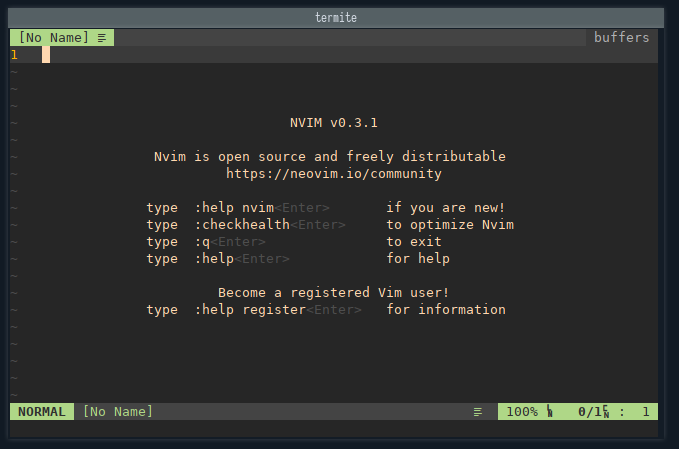 termite
[No Name] buffers
1
~
~
~
~
NVIM v0.3.1
~
~
Nvim is open source and freely distributable
~
https://neovim.io/community
~
~
type :help nvim<Enter> if you are new!
~
type :checkhealth<Enter> to optimize Nvim
~
type :q<Enter> to exit
~
type :help<Enter> for help
~
~
Become a registered Vim user!
~
type :help register<Enter> for information
~
~
~
~
~
NORMAL [No Name] 100% LN 0/1CN : 1